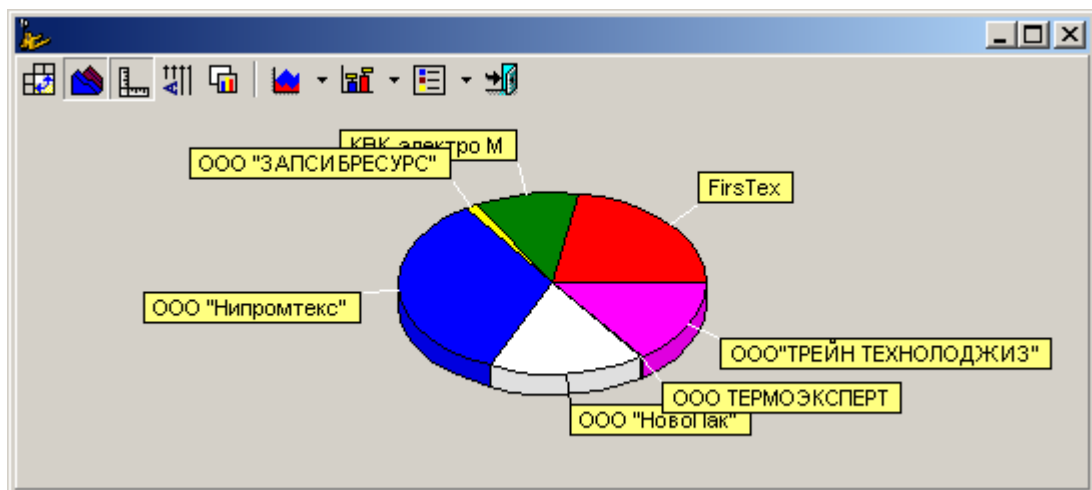 КВК электро М
ООО "ЗАПСИБРЕСУРС"
FirsTex
ООО "Нипромтекс"
ООО"ТРЕЙН ТЕХНОЛОДЖИЗ"
ООО ТЕРМОЭКСПЕРТ
ООО "НовоПак"